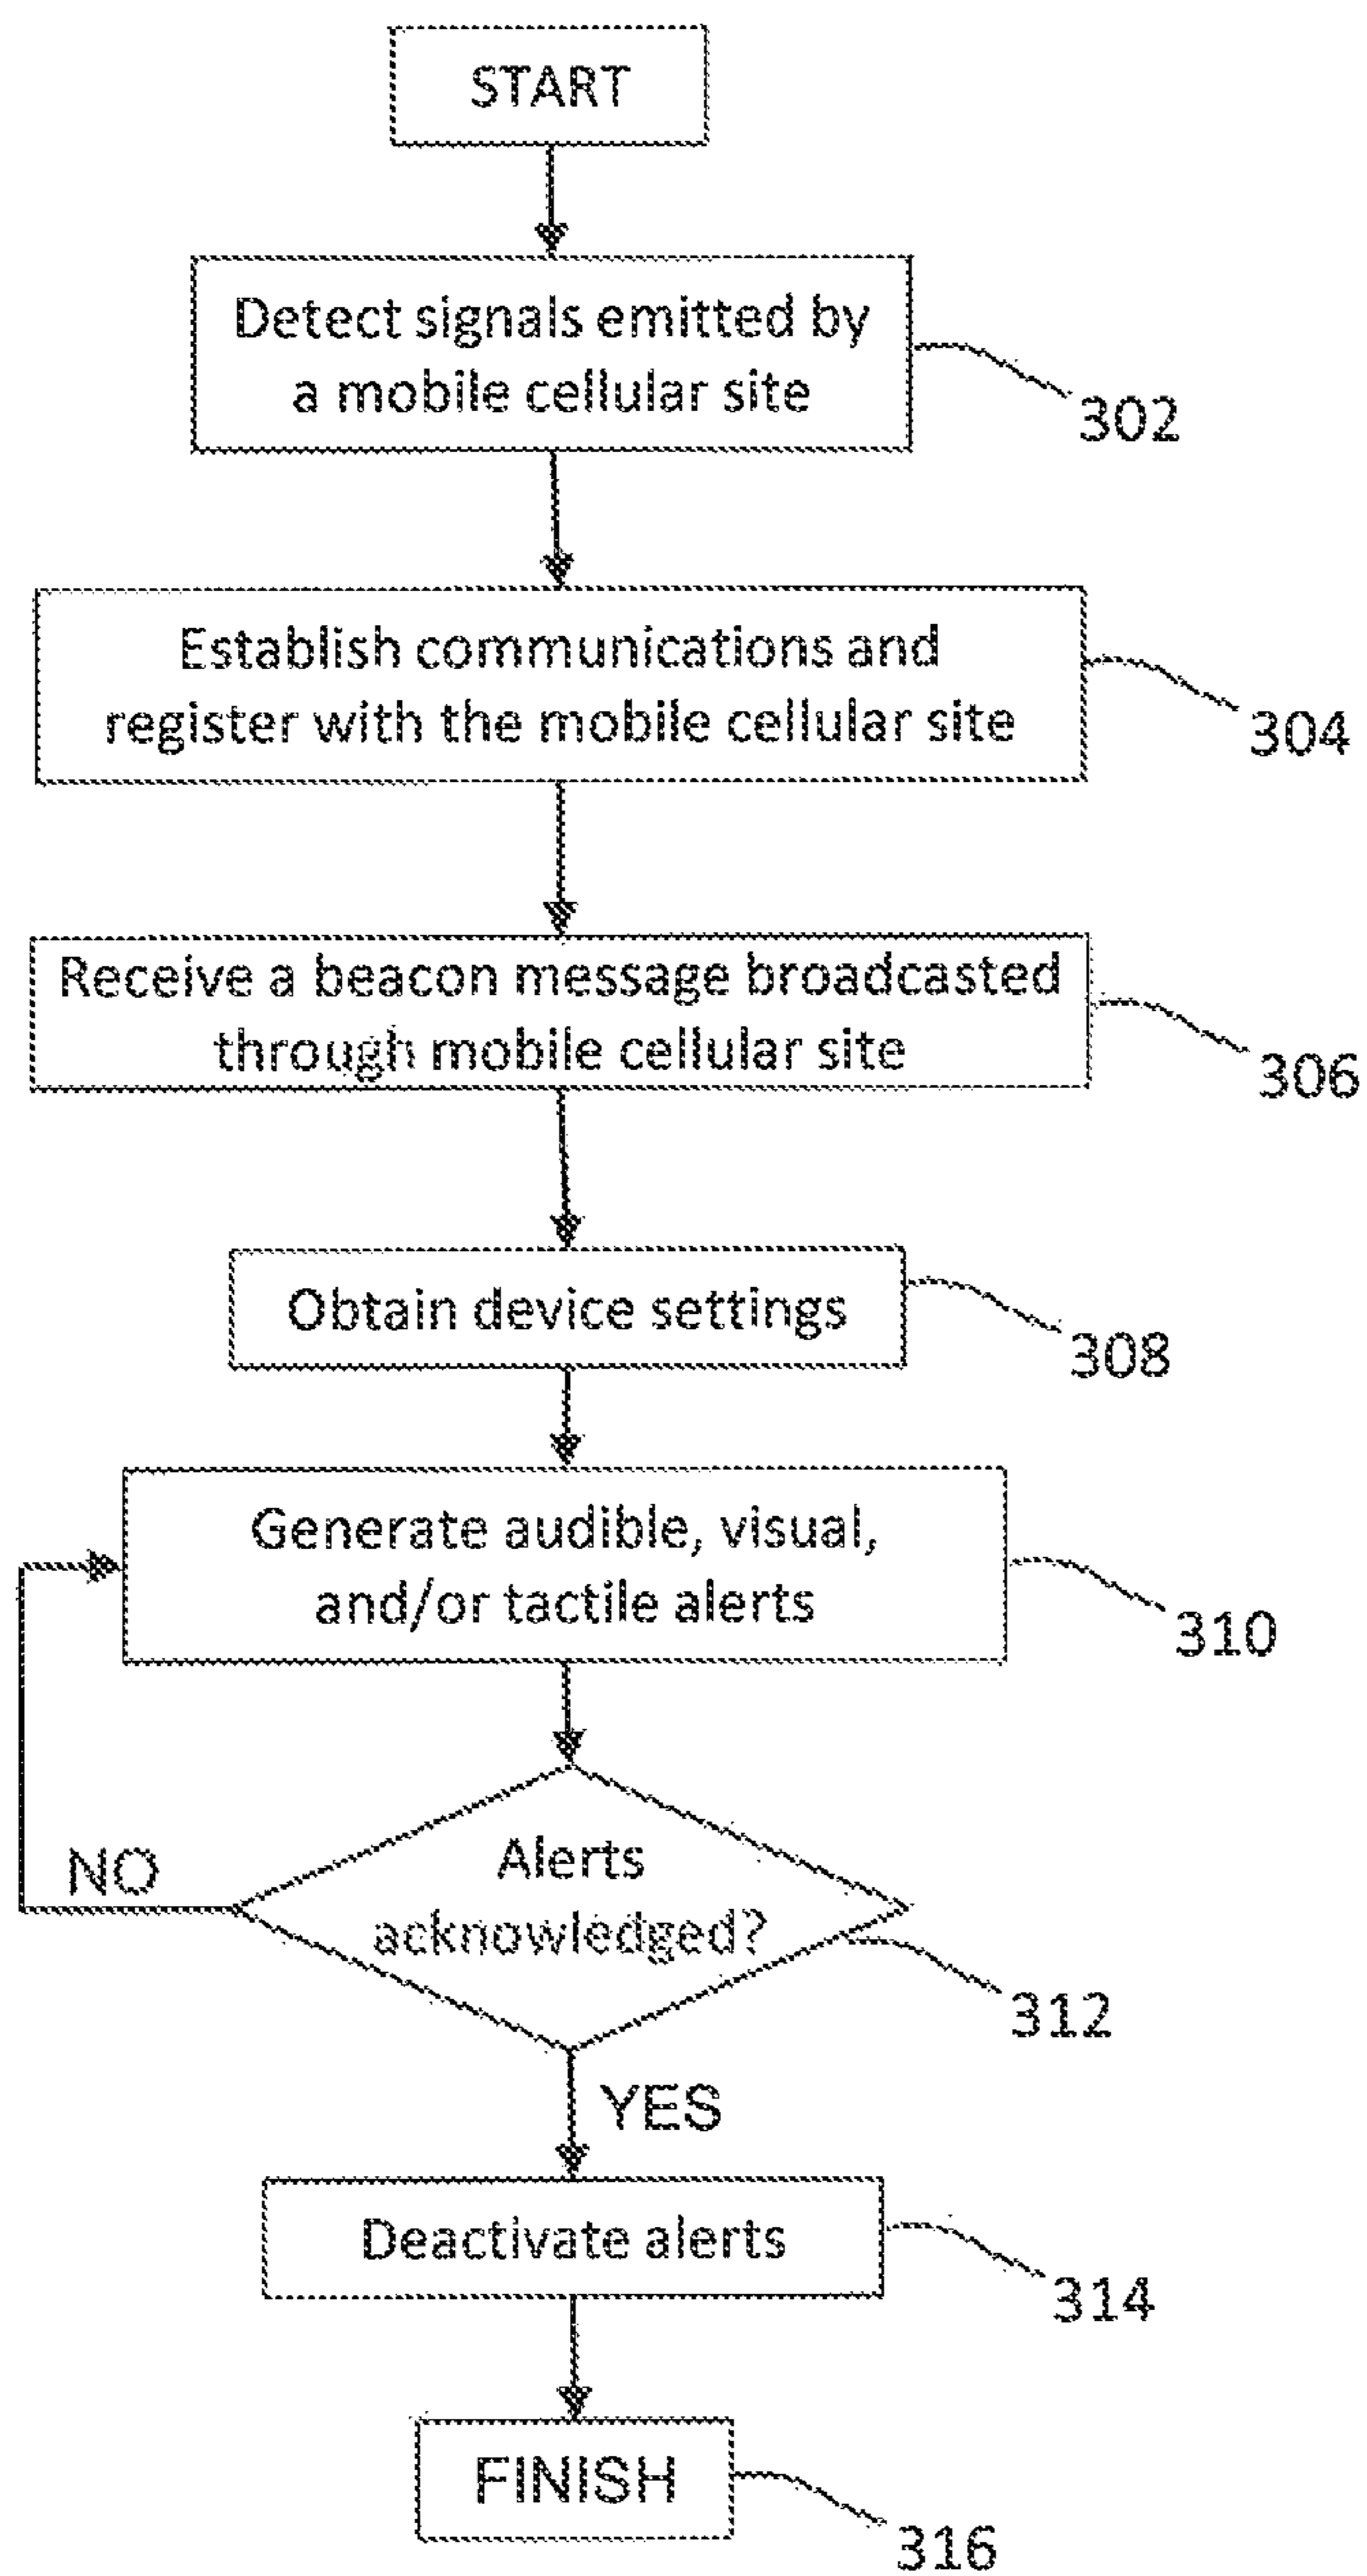 START
Detect signals emitted by
a mobile cellular site
302
Establish communications and
register with the mobile cellular site
304
Receive a beacon message broadcasted
through mobile cellular site
306
Obtain device settings
308
Generate audible, visual,
and/or tactile alerts
310
Alerts
acknowledged?
NO
312
YES
Deactivate alerts
314
FINISH
316